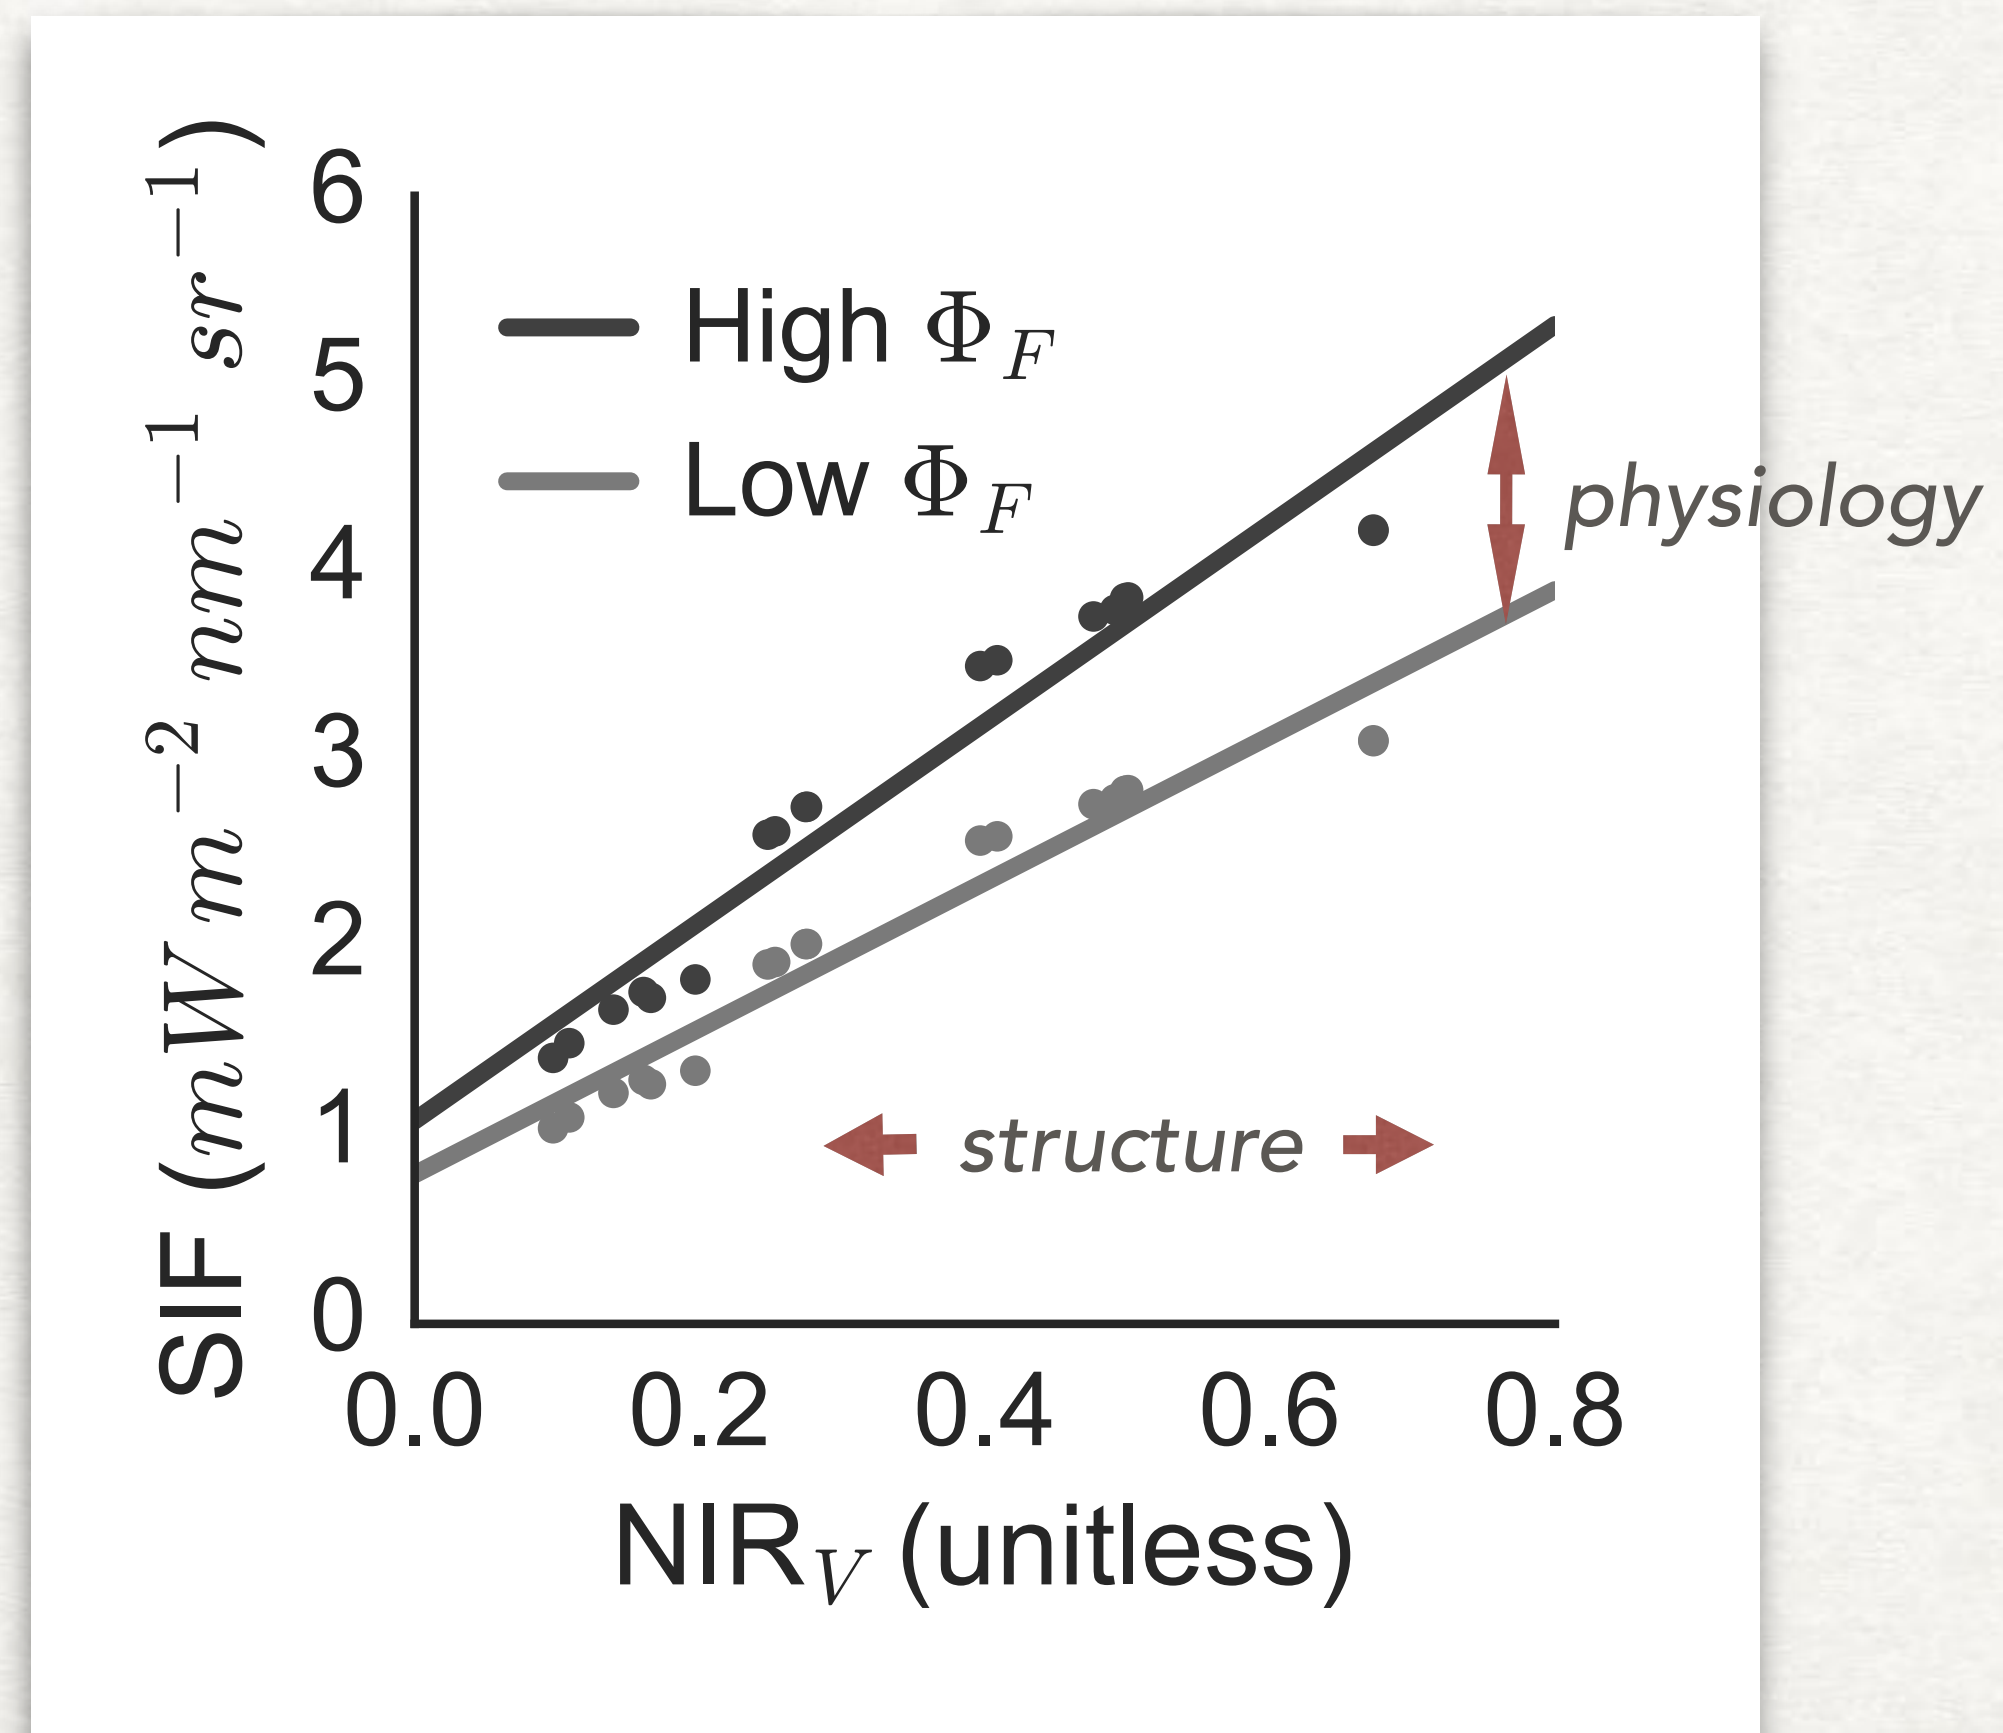 SIF (mW m⁻² nm⁻¹ sr⁻¹)
6
5
4
3
2
1
0
High Φ_F
Low Φ_F
physiology
structure
0.0 0.2 0.4 0.6 0.8
NIR_V (unitless)